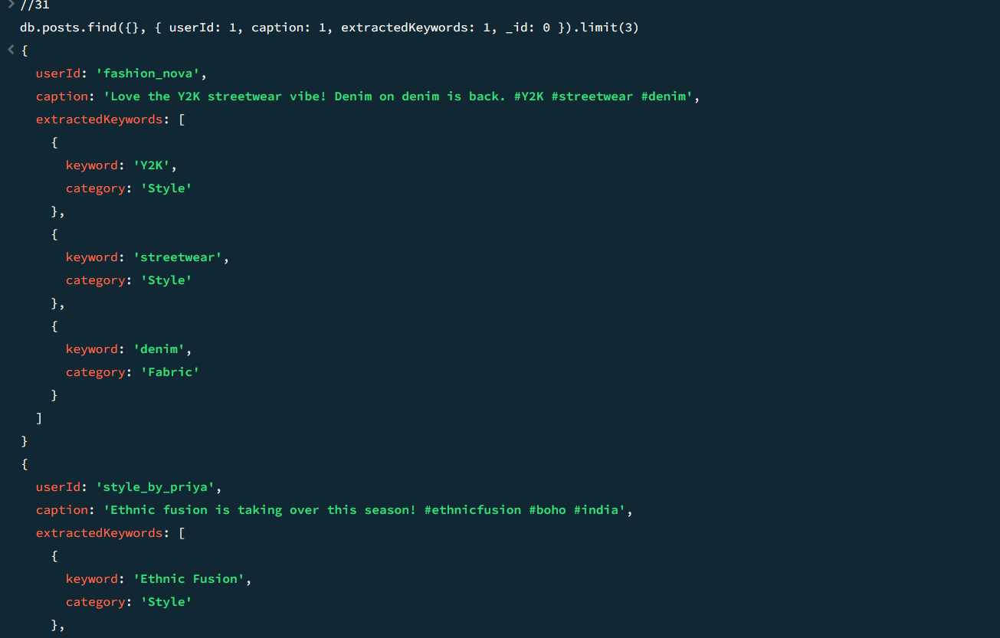 > //31
db.posts.find({}, { userId: 1, caption: 1, extractedKeywords: 1, _id: 0 }).limit(3)
< {
userId: 'fashion_nova',
caption: 'Love the Y2K streetwear vibe! Denim on denim is back. #Y2K #streetwear #denim',
extractedKeywords: [
{
keyword: 'Y2K',
category: 'Style'
},
{
keyword: 'streetwear',
category: 'Style'
},
{
keyword: 'denim',
category: 'Fabric'
}
]
}
{
userId: 'style_by_priya',
caption: 'Ethnic fusion is taking over this season! #ethnicfusion #boho #india',
extractedKeywords: [
{
keyword: 'Ethnic Fusion',
category: 'Style'
},